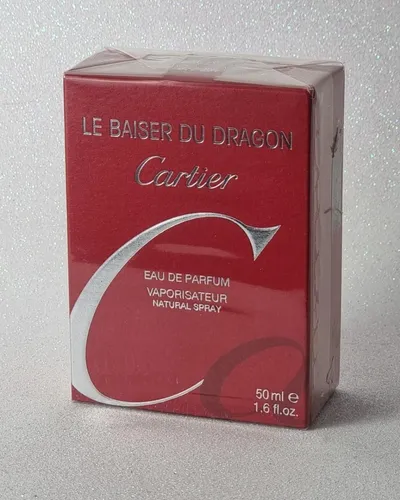 LE BAISER DU DRAGON
Cartier
EAU DE PARFUM
VAPORISATEUR
NATURAL SPRAY
50 ml e
1.6 fl.oz.